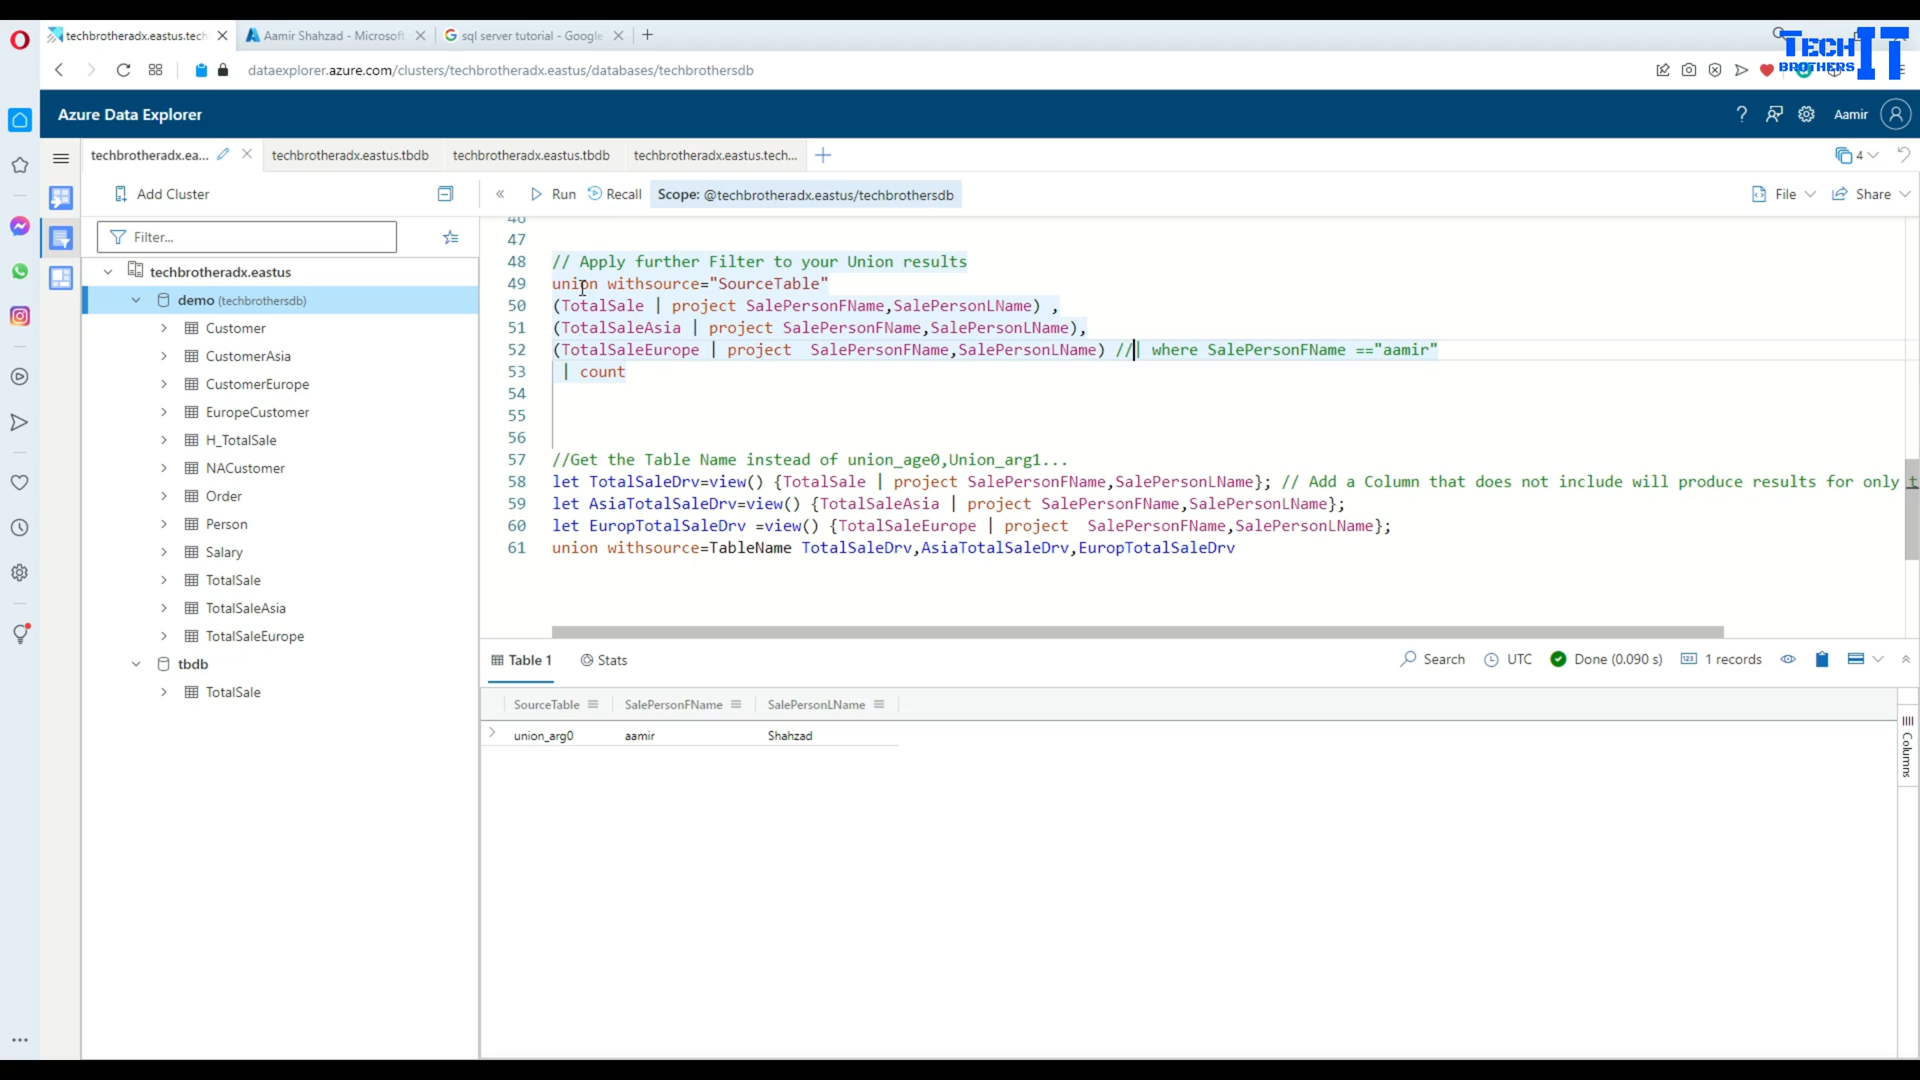 techbrotheradx.eastus.tech
Aamir Shahzad - Microsoft
sql server tutorial - Google
TECH IT
BROTHERS
dataexplorer.azure.com/clusters/techbrotheradx.eastus/databases/techbrothersdb
Azure Data Explorer
Aamir
techbrotheradx.ea...
techbrotheradx.eastus.tbdb
techbrotheradx.eastus.tbdb
techbrotheradx.eastus.tech...
4
Add Cluster
Run
Recall
Scope: @techbrotheradx.eastus/techbrothersdb
File
Share
Filter...
techbrotheradx.eastus
demo (techbrothersdb)
Customer
CustomerAsia
CustomerEurope
EuropeCustomer
H_TotalSale
NACustomer
Order
Person
Salary
TotalSale
TotalSaleAsia
TotalSaleEurope
tbdb
TotalSale
46
47
48 // Apply further Filter to your Union results
49 union withsource="SourceTable"
50 (TotalSale | project SalePersonFName,SalePersonLName) ,
51 (TotalSaleAsia | project SalePersonFName,SalePersonLName),
52 (TotalSaleEurope | project  SalePersonFName,SalePersonLName) //| where SalePersonFName =="aamir"
53 | count
54
55
56
57 //Get the Table Name instead of union_age0,Union_arg1...
58 let TotalSaleDrv=view() {TotalSale | project SalePersonFName,SalePersonLName}; // Add a Column that does not include will produce results for only t
59 let AsiaTotalSaleDrv=view() {TotalSaleAsia | project SalePersonFName,SalePersonLName};
60 let EuropTotalSaleDrv =view() {TotalSaleEurope | project  SalePersonFName,SalePersonLName};
61 union withsource=TableName TotalSaleDrv,AsiaTotalSaleDrv,EuropTotalSaleDrv
Table 1
Stats
Search
UTC
Done (0.090 s)
1 records
SourceTable
SalePersonFName
SalePersonLName
union_arg0
aamir
Shahzad
Columns